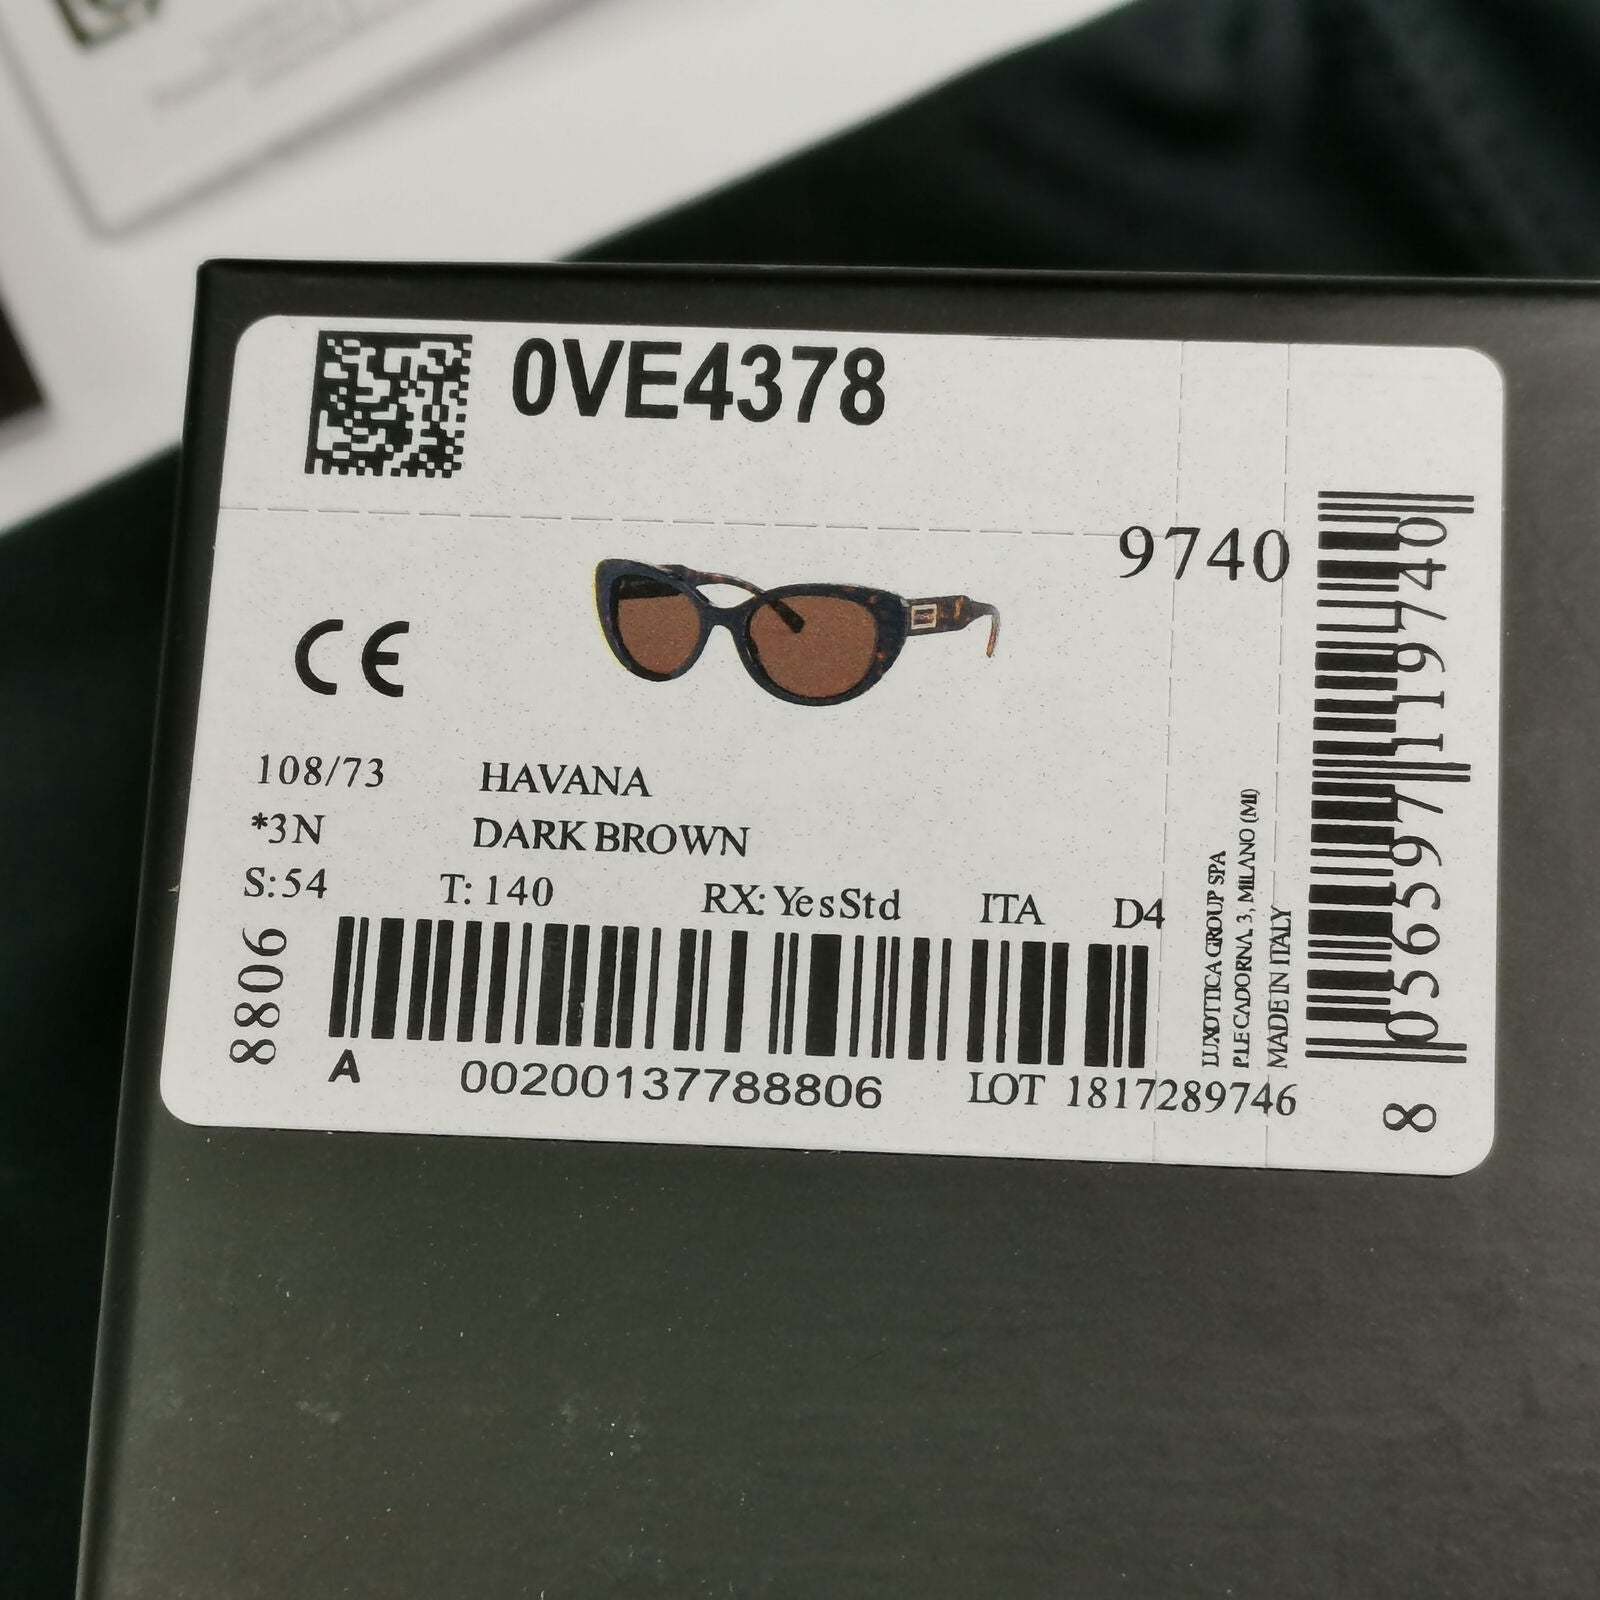 0VE4378
9740
CE
108/73 HAVANA
*3N DARK BROWN
S:54 T: 140 RX: YesStd ITA D4
8806
A 00200137788806 LOT 1817289746
LUXOTTICA GROUP SPA
P.LE CADORNA, 3, MILANO (MI)
MADE IN ITALY
8 056597 119740